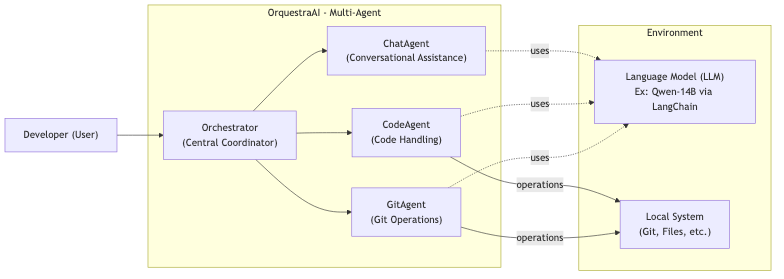 OrquestraAI - Multi-Agent
Environment
ChatAgent
(Conversational Assistance)
uses
Language Model (LLM)
Ex: Qwen-14B via
LangChain
Developer (User)
Orchestrator
(Central Coordinator)
CodeAgent
(Code Handling)
uses
uses
operations
GitAgent
(Git Operations)
operations
Local System
(Git, Files, etc.)